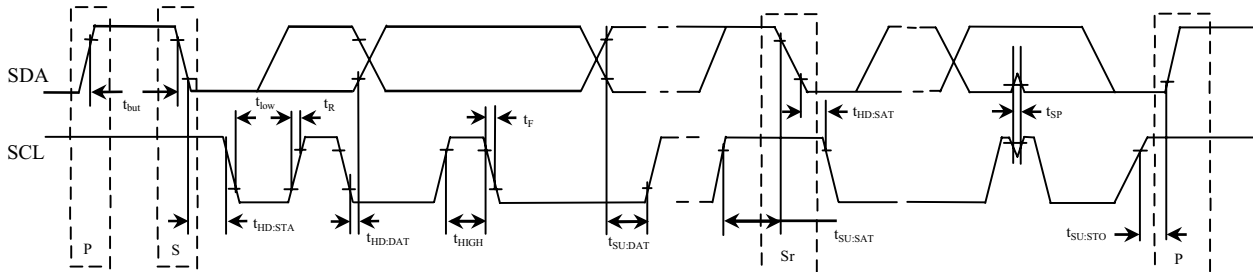 SDA
t_but
t_low
t_R
t_F
t_HD:SAT
t_SP
SCL
t_HD:STA
t_HD:DAT
t_HIGH
t_SU:DAT
t_SU:SAT
t_SU:STO
P
S
Sr
P